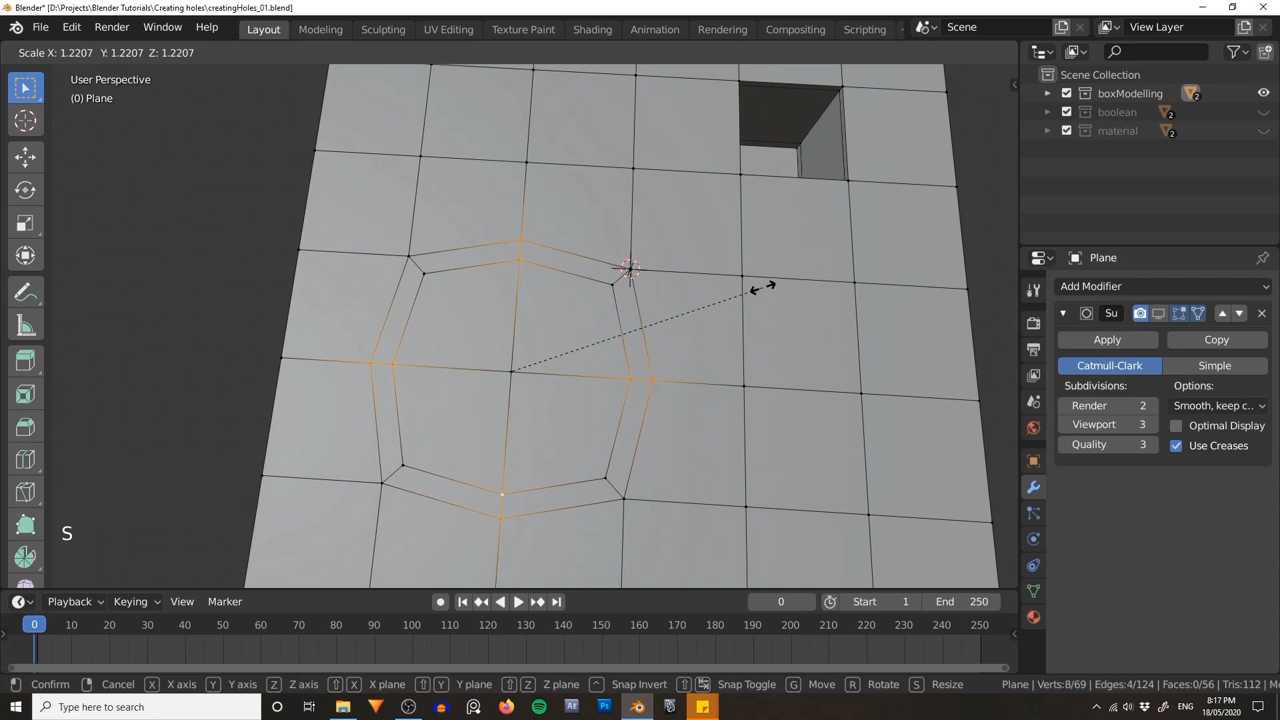 Blender* [D:\Projects\Blender Tutorials\Creating holes\creatingHoles_01.blend]
File Edit Render Window Help Layout Modeling Sculpting UV Editing Texture Paint Shading Animation Rendering Compositing Scripting Scene View Layer
Scale X: 1.2207 Y: 1.2207 Z: 1.2207
User Perspective
(0) Plane
Scene Collection
boxModelling 2
boolean 2
material 2
Plane
Add Modifier
Su
Apply Copy
Catmull-Clark Simple
Subdivisions: Options:
Render 2 Smooth, keep c..
Viewport 3 Optimal Display
Quality 3 Use Creases
S
Playback Keying View Marker 0 Start 1 End 250
0 10 20 30 40 50 60 70 80 90 100 110 120 130 140 150 160 170 180 190 200 210 220 230 240 250
Confirm Cancel X X axis Y Y axis Z Z axis X X plane Y Y plane Z Z plane ^ Snap Invert Snap Toggle G Move R Rotate S Resize Plane | Verts:8/69 | Edges:4/124 | Faces:0/56 | Tris:112 | Me
Type here to search Ae Ps ENG 8:17 PM
18/05/2020